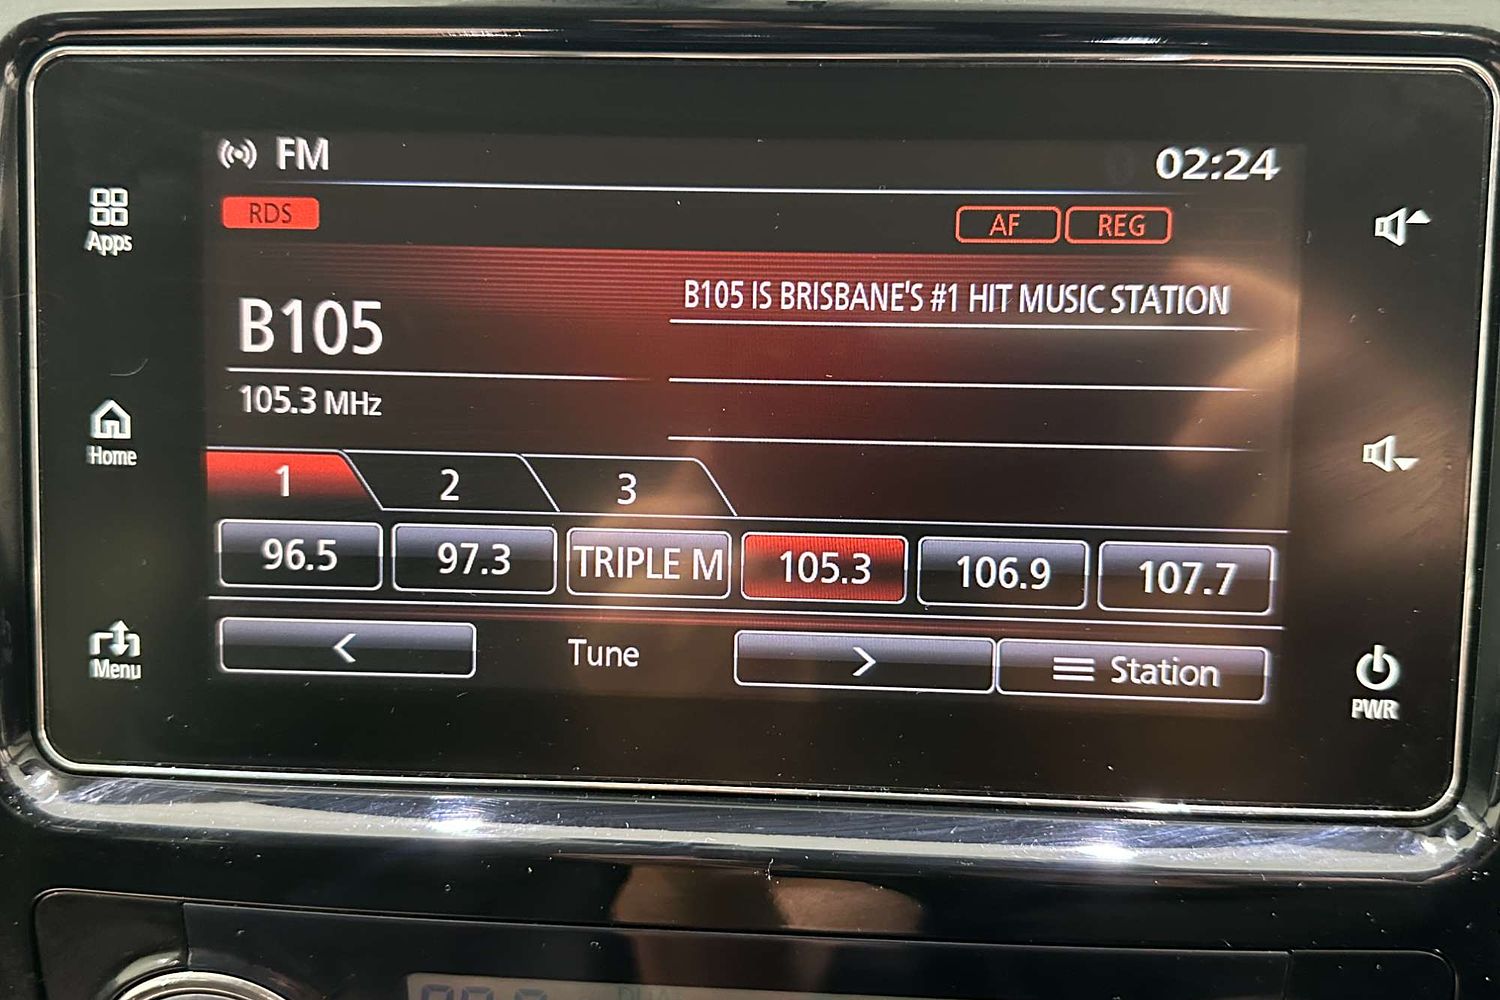 FM
02:24
RDS
AF
REG
Apps
B105 IS BRISBANE'S #1 HIT MUSIC STATION
B105
105.3 MHz
Home
1
2
3
96.5
97.3
TRIPLE M
105.3
106.9
107.7
Tune
Station
Menu
PWR